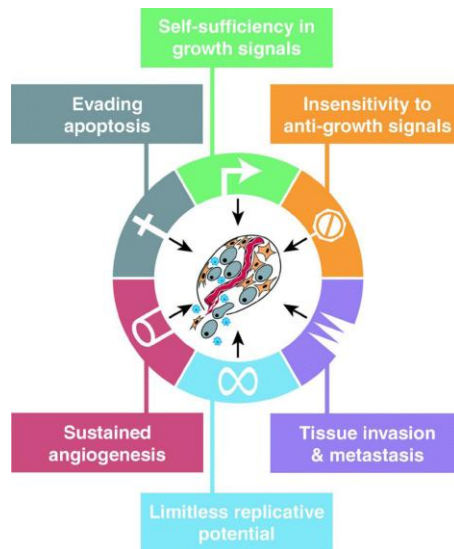 Self-sufficiency in
growth signals
Evading
apoptosis
Insensitivity to
anti-growth signals
Sustained
angiogenesis
Tissue invasion
& metastasis
Limitless replicative
potential